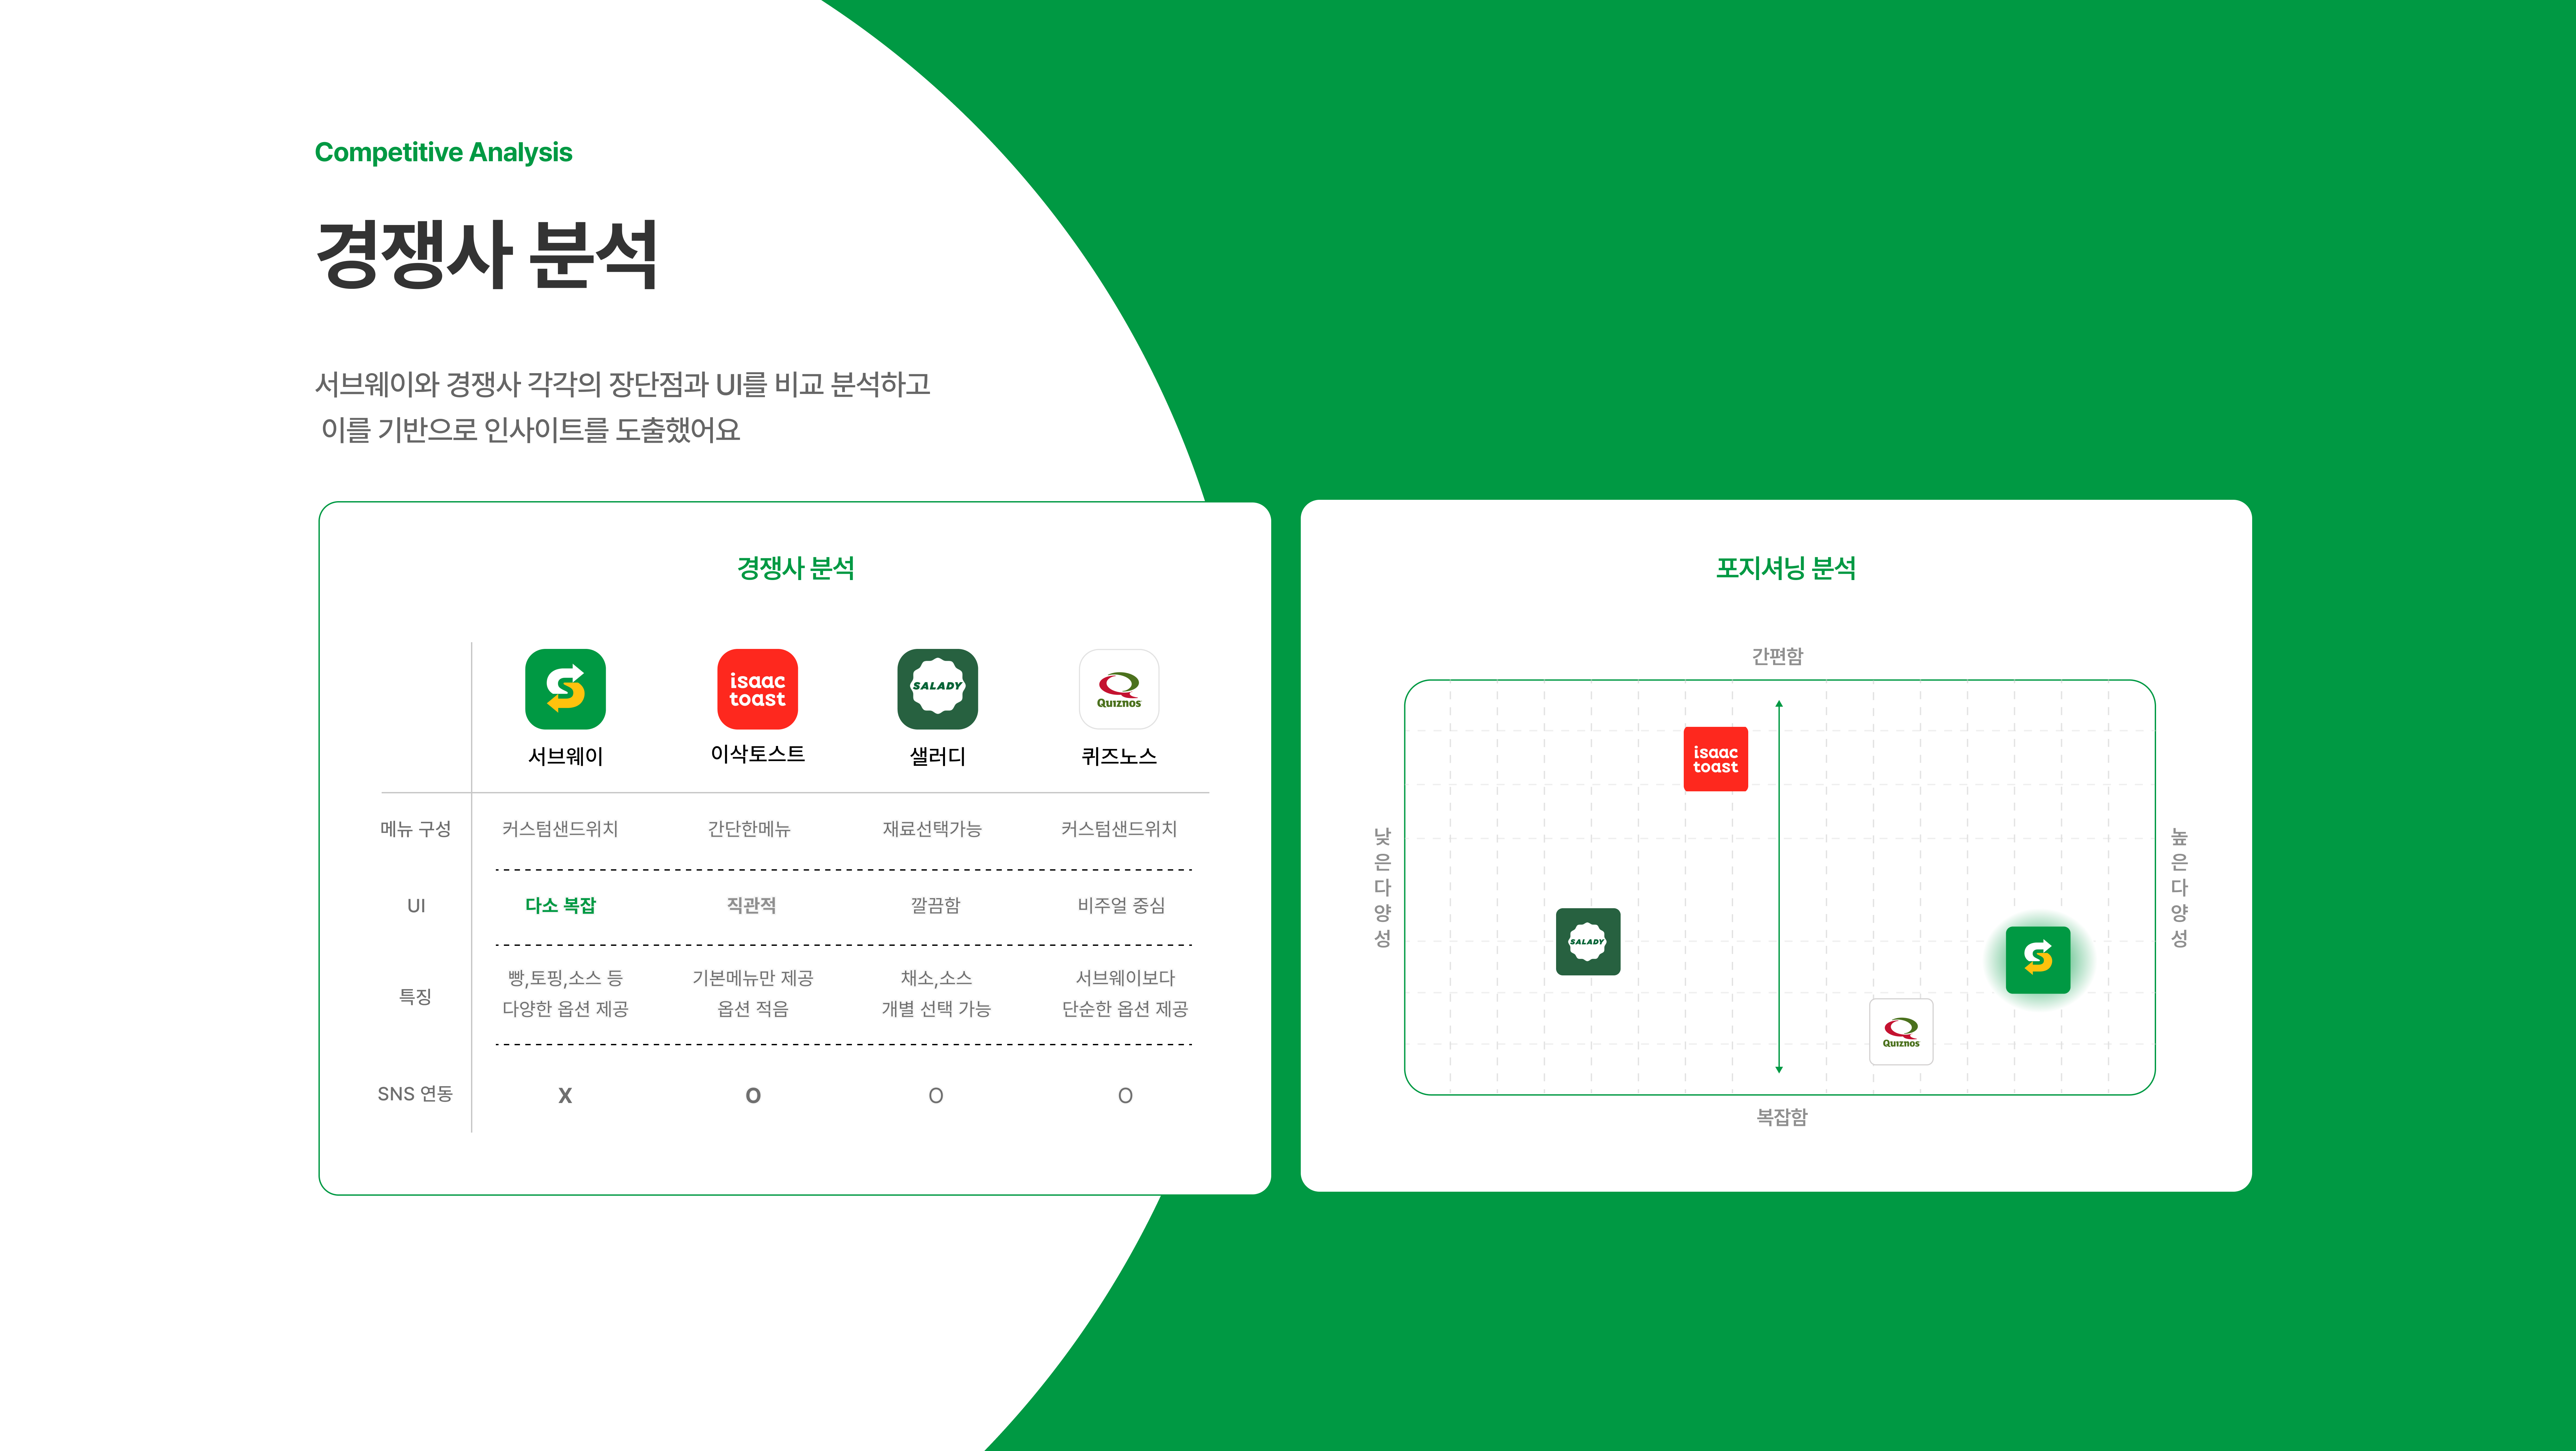 Competitive Analysis
경쟁사 분석
서브웨이와 경쟁사 각각의 장단점과 UI를 비교 분석하고
이를 기반으로 인사이트를 도출했어요
경쟁사 분석
isaac
toast
SALADY
Quiznos
서브웨이 이삭토스트 샐러디 퀴즈노스
메뉴 구성 커스텀샌드위치 간단한메뉴 재료선택가능 커스텀샌드위치
UI 다소 복잡 직관적 깔끔함 비주얼 중심
특징
빵,토핑,소스 등 기본메뉴만 제공 채소,소스 서브웨이보다
다양한 옵션 제공 옵션 적음 개별 선택 가능 단순한 옵션 제공
SNS 연동 X O O O
포지셔닝 분석
간편함
낮은다양성
isaac
toast
SALADY
Quiznos
높은다양성
복잡함